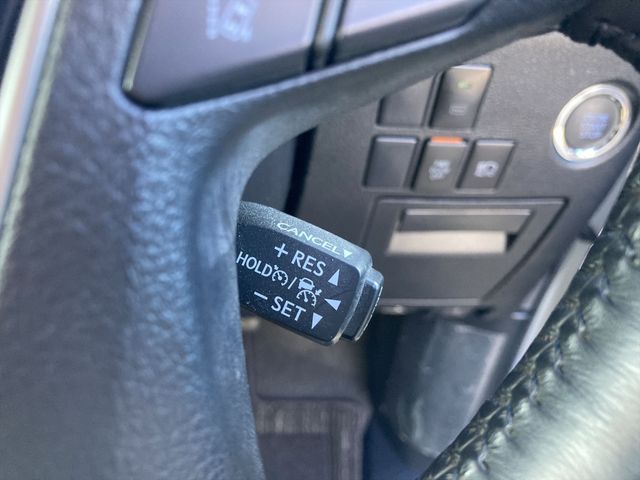 CANCEL▼
+RES▲
HOLD /
−SET▼